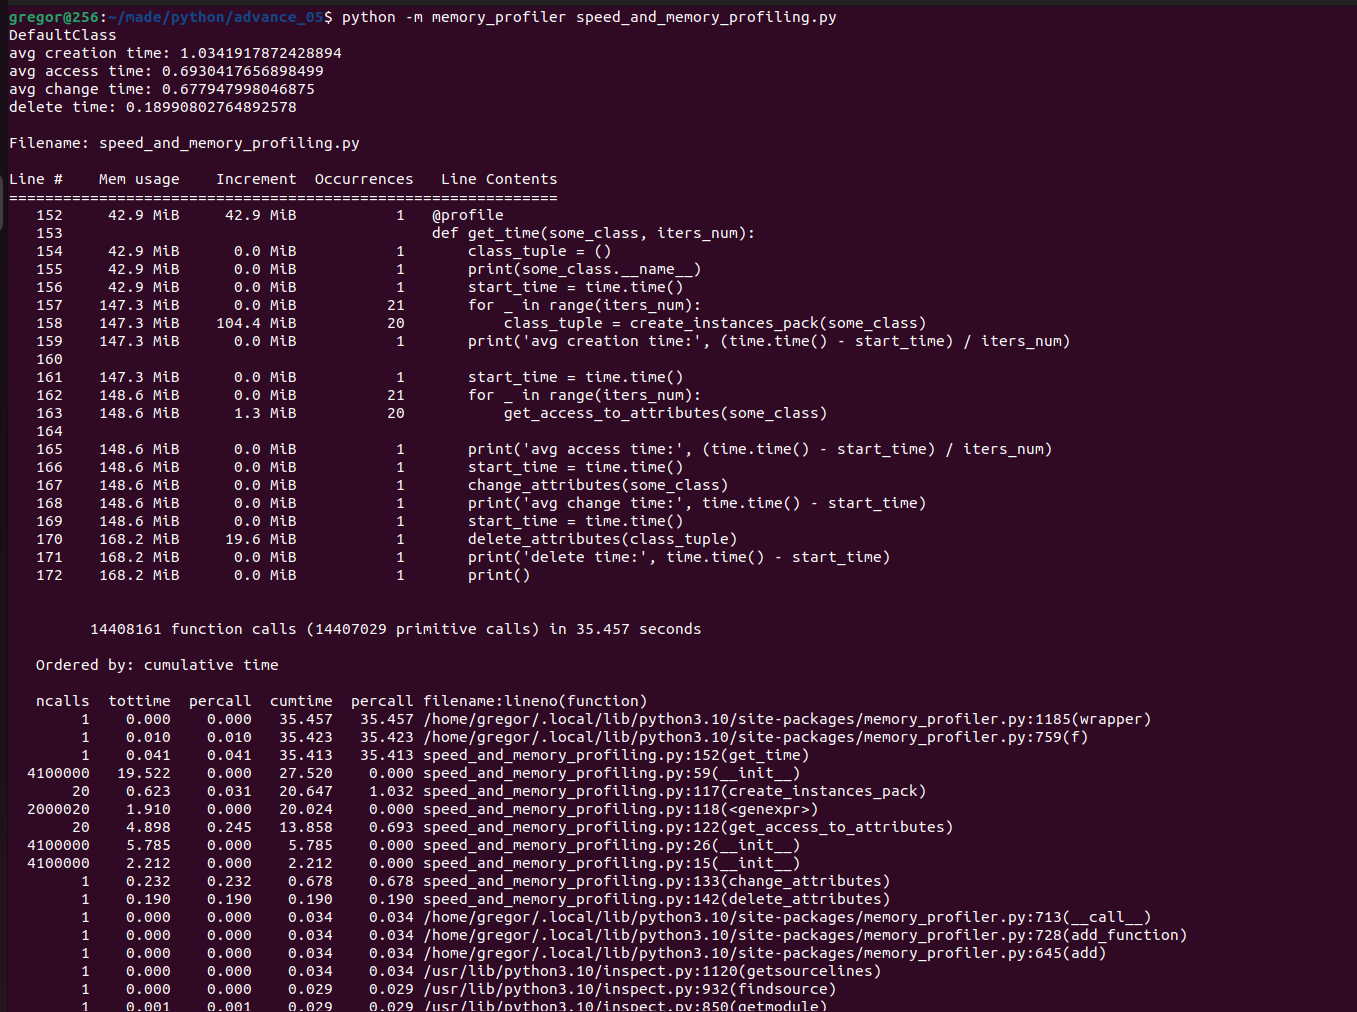 gregor@256:~/made/python/advance_05$ python -m memory_profiler speed_and_memory_profiling.py
DefaultClass
avg creation time: 1.0341917872428894
avg access time: 0.6930417656898499
avg change time: 0.677947998046875
delete time: 0.18990802764892578

Filename: speed_and_memory_profiling.py

Line #    Mem usage    Increment  Occurrences   Line Contents
=============================================================
   152     42.9 MiB     42.9 MiB           1   @profile
   153                                         def get_time(some_class, iters_num):
   154     42.9 MiB      0.0 MiB           1       class_tuple = ()
   155     42.9 MiB      0.0 MiB           1       print(some_class.__name__)
   156     42.9 MiB      0.0 MiB           1       start_time = time.time()
   157    147.3 MiB      0.0 MiB          21       for _ in range(iters_num):
   158    147.3 MiB    104.4 MiB          20           class_tuple = create_instances_pack(some_class)
   159    147.3 MiB      0.0 MiB           1       print('avg creation time:', (time.time() - start_time) / iters_num)
   160
   161    147.3 MiB      0.0 MiB           1       start_time = time.time()
   162    148.6 MiB      0.0 MiB          21       for _ in range(iters_num):
   163    148.6 MiB      1.3 MiB          20           get_access_to_attributes(some_class)
   164
   165    148.6 MiB      0.0 MiB           1       print('avg access time:', (time.time() - start_time) / iters_num)
   166    148.6 MiB      0.0 MiB           1       start_time = time.time()
   167    148.6 MiB      0.0 MiB           1       change_attributes(some_class)
   168    148.6 MiB      0.0 MiB           1       print('avg change time:', time.time() - start_time)
   169    148.6 MiB      0.0 MiB           1       start_time = time.time()
   170    168.2 MiB     19.6 MiB           1       delete_attributes(class_tuple)
   171    168.2 MiB      0.0 MiB           1       print('delete time:', time.time() - start_time)
   172    168.2 MiB      0.0 MiB           1       print()

         14408161 function calls (14407029 primitive calls) in 35.457 seconds

   Ordered by: cumulative time

   ncalls  tottime  percall  cumtime  percall filename:lineno(function)
        1    0.000    0.000   35.457   35.457 /home/gregor/.local/lib/python3.10/site-packages/memory_profiler.py:1185(wrapper)
        1    0.010    0.010   35.423   35.423 /home/gregor/.local/lib/python3.10/site-packages/memory_profiler.py:759(f)
        1    0.041    0.041   35.413   35.413 speed_and_memory_profiling.py:152(get_time)
  4100000   19.522    0.000   27.520    0.000 speed_and_memory_profiling.py:59(__init__)
       20    0.623    0.031   20.647    1.032 speed_and_memory_profiling.py:117(create_instances_pack)
  2000020    1.910    0.000   20.024    0.000 speed_and_memory_profiling.py:118(<genexpr>)
       20    4.898    0.245   13.858    0.693 speed_and_memory_profiling.py:122(get_access_to_attributes)
  4100000    5.785    0.000    5.785    0.000 speed_and_memory_profiling.py:26(__init__)
  4100000    2.212    0.000    2.212    0.000 speed_and_memory_profiling.py:15(__init__)
        1    0.232    0.232    0.678    0.678 speed_and_memory_profiling.py:133(change_attributes)
        1    0.190    0.190    0.190    0.190 speed_and_memory_profiling.py:142(delete_attributes)
        1    0.000    0.000    0.034    0.034 /home/gregor/.local/lib/python3.10/site-packages/memory_profiler.py:713(__call__)
        1    0.000    0.000    0.034    0.034 /home/gregor/.local/lib/python3.10/site-packages/memory_profiler.py:728(add_function)
        1    0.000    0.000    0.034    0.034 /home/gregor/.local/lib/python3.10/site-packages/memory_profiler.py:645(add)
        1    0.000    0.000    0.034    0.034 /usr/lib/python3.10/inspect.py:1120(getsourcelines)
        1    0.000    0.000    0.029    0.029 /usr/lib/python3.10/inspect.py:932(findsource)
        1    0.001    0.001    0.029    0.029 /usr/lib/python3.10/inspect.py:850(getmodule)